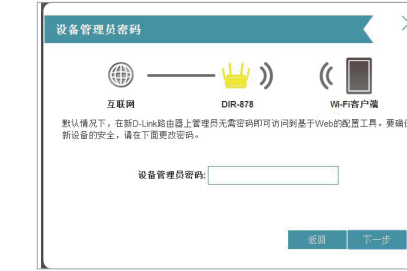 设备管理员密码
互联网
DIR-878
Wi-Fi客户端
默认情况下，在新D-Link路由器上管理员无需密码即可访问到基于Web的配置工具。要确
新设备的安全，请在下面更改密码。
设备管理员密码:
返回
下一步